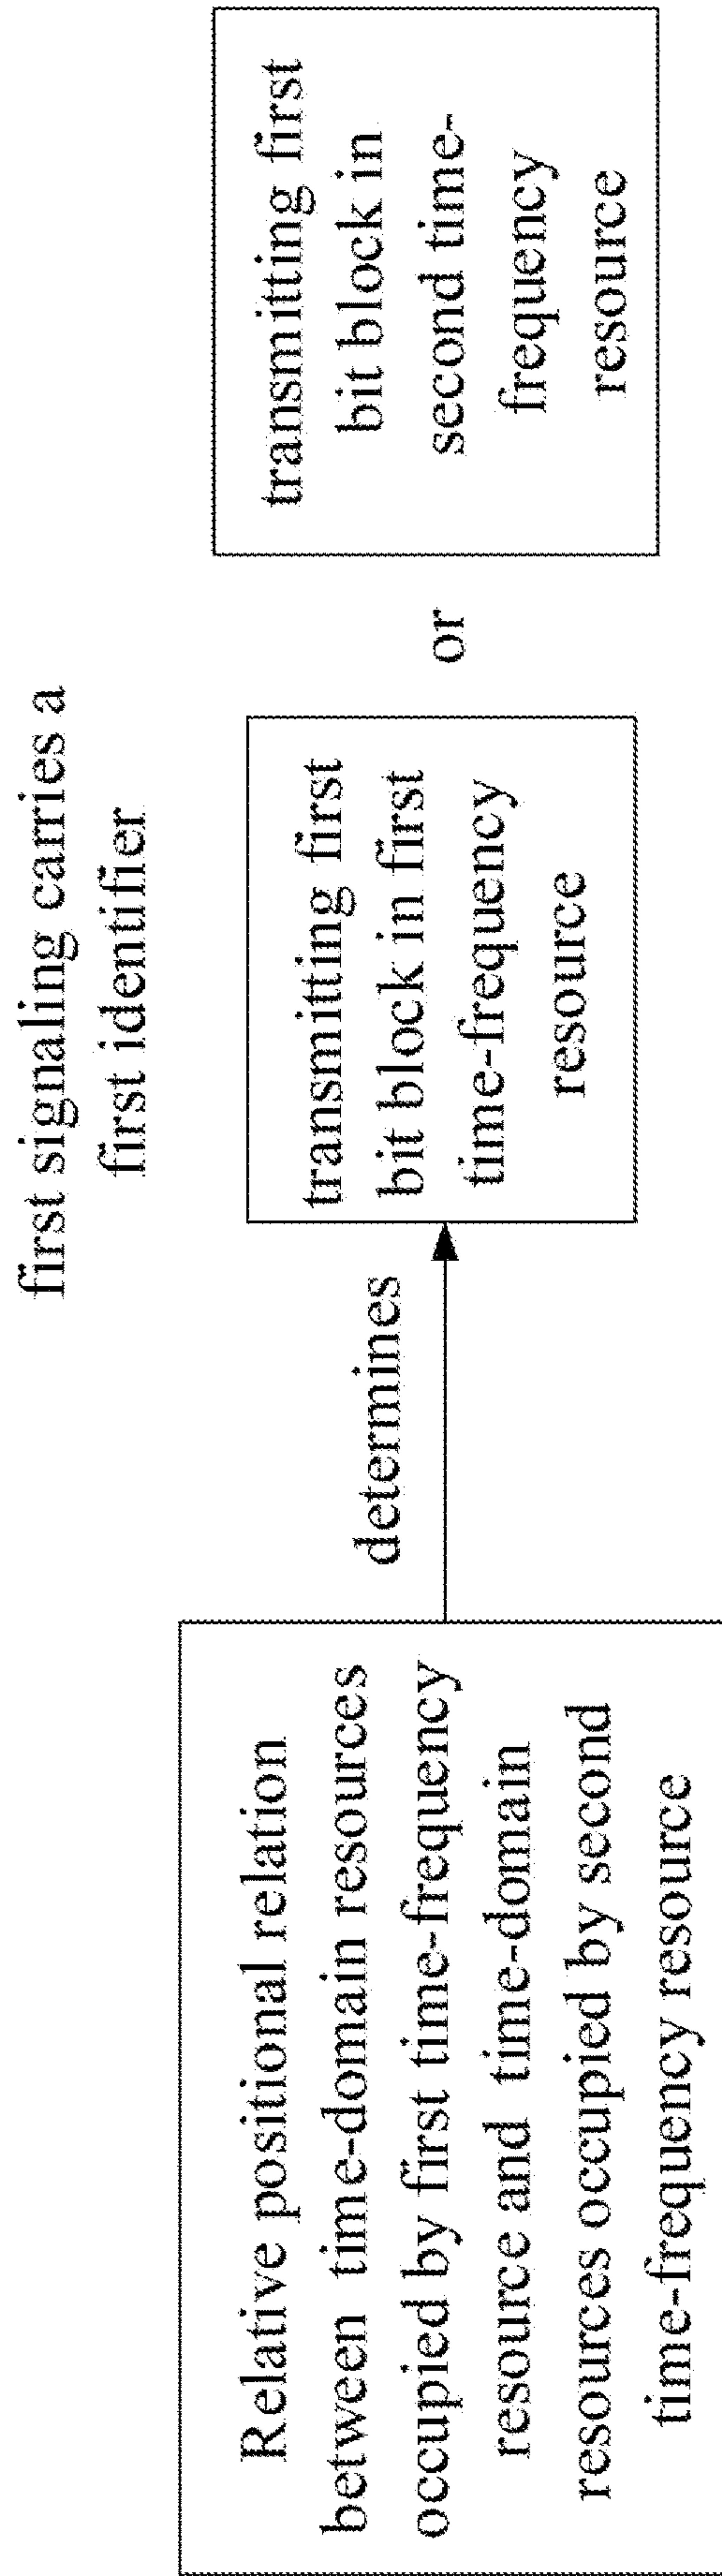 first signaling carries a
first identifier
Relative positional relation
between time-domain resources
occupied by first time-frequency
resource and time-domain
resources occupied by second
time-frequency resource
determines
transmitting first
bit block in first
time-frequency
resource
or
transmitting first
bit block in
second time-
frequency
resource